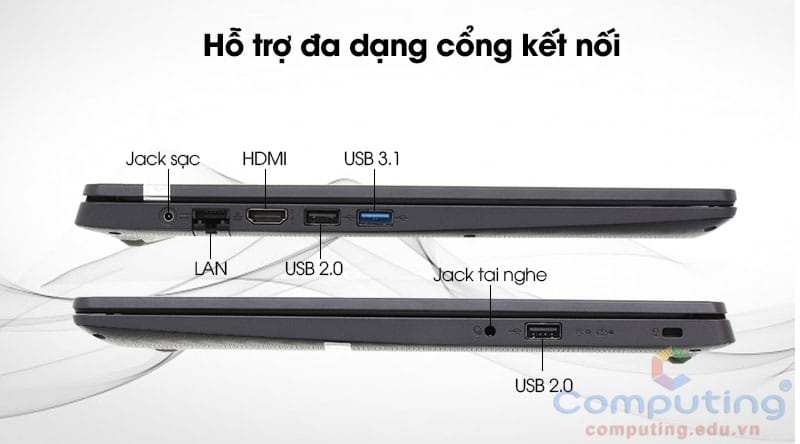 Hỗ trợ đa dạng cổng kết nối
Jack sạc
HDMI
USB 3.1
LAN
USB 2.0
Jack tai nghe
USB 2.0
Computing®
computing.edu.vn